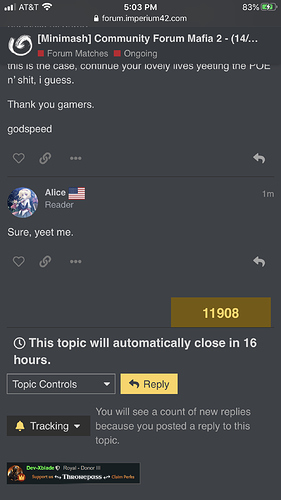 AT&T 5:03 PM 83%
forum.imperium42.com
[Minimash] Community Forum Mafia 2 - (14/...
Forum Matches Ongoing
this is the case, continue your lovely lives yeeting the POE
n' shit, i guess.
Thank you gamers.
godspeed
Alice
1m
Reader
Sure, yeet me.
11908
This topic will automatically close in 16
hours.
Topic Controls
Reply
Tracking
You will see a count of new replies
because you posted a reply to this
topic.
Dev-Xblade Royal - Donor III
Support us Thronepass Claim Perks